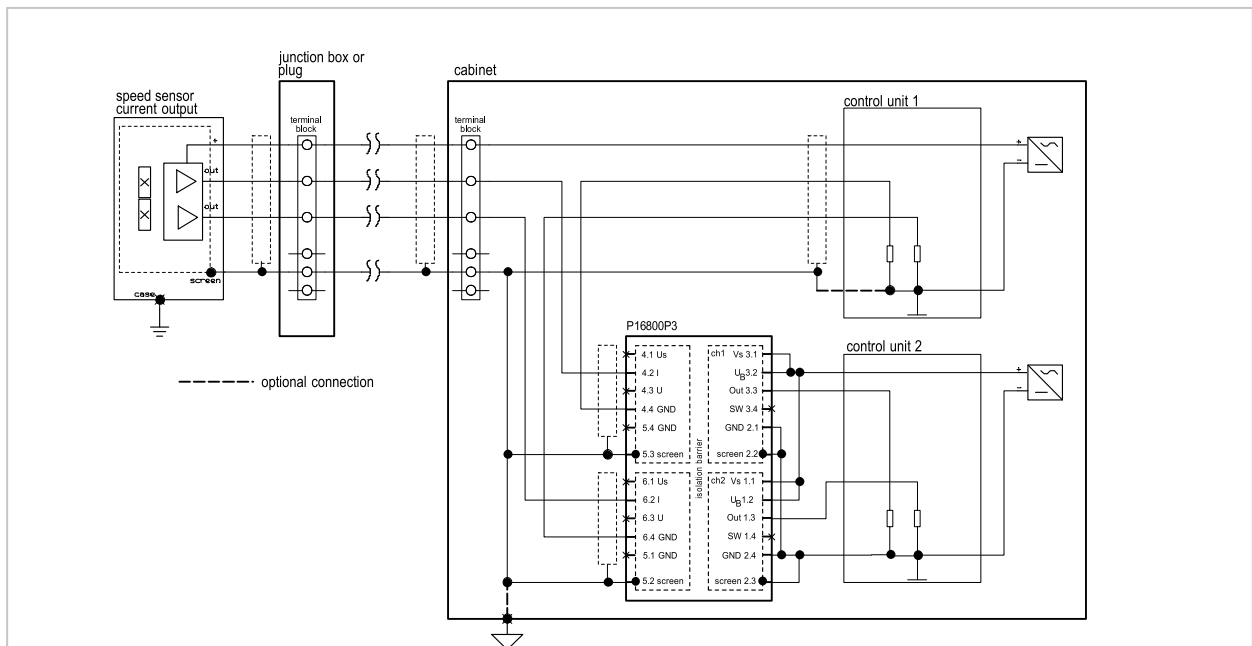 junction box or
plug
cabinet
speed sensor
current output
terminal
block
terminal
block
control unit 1
+
out
out
screen
case
+
-
P16800P3
optional connection
4.1 Us
4.2 I
4.3 U
4.4 GND
5.4 GND
5.3 screen
6.1 Us
6.2 I
6.3 U
6.4 GND
5.1 GND
5.2 screen
isolation barrier
ch1 Vs 3.1
UB3.2
Out 3.3
SW 3.4
GND 2.1
screen 2.2
ch2 Vs 1.1
UB1.2
Out 1.3
SW 1.4
GND 2.4
screen 2.3
control unit 2
+
-